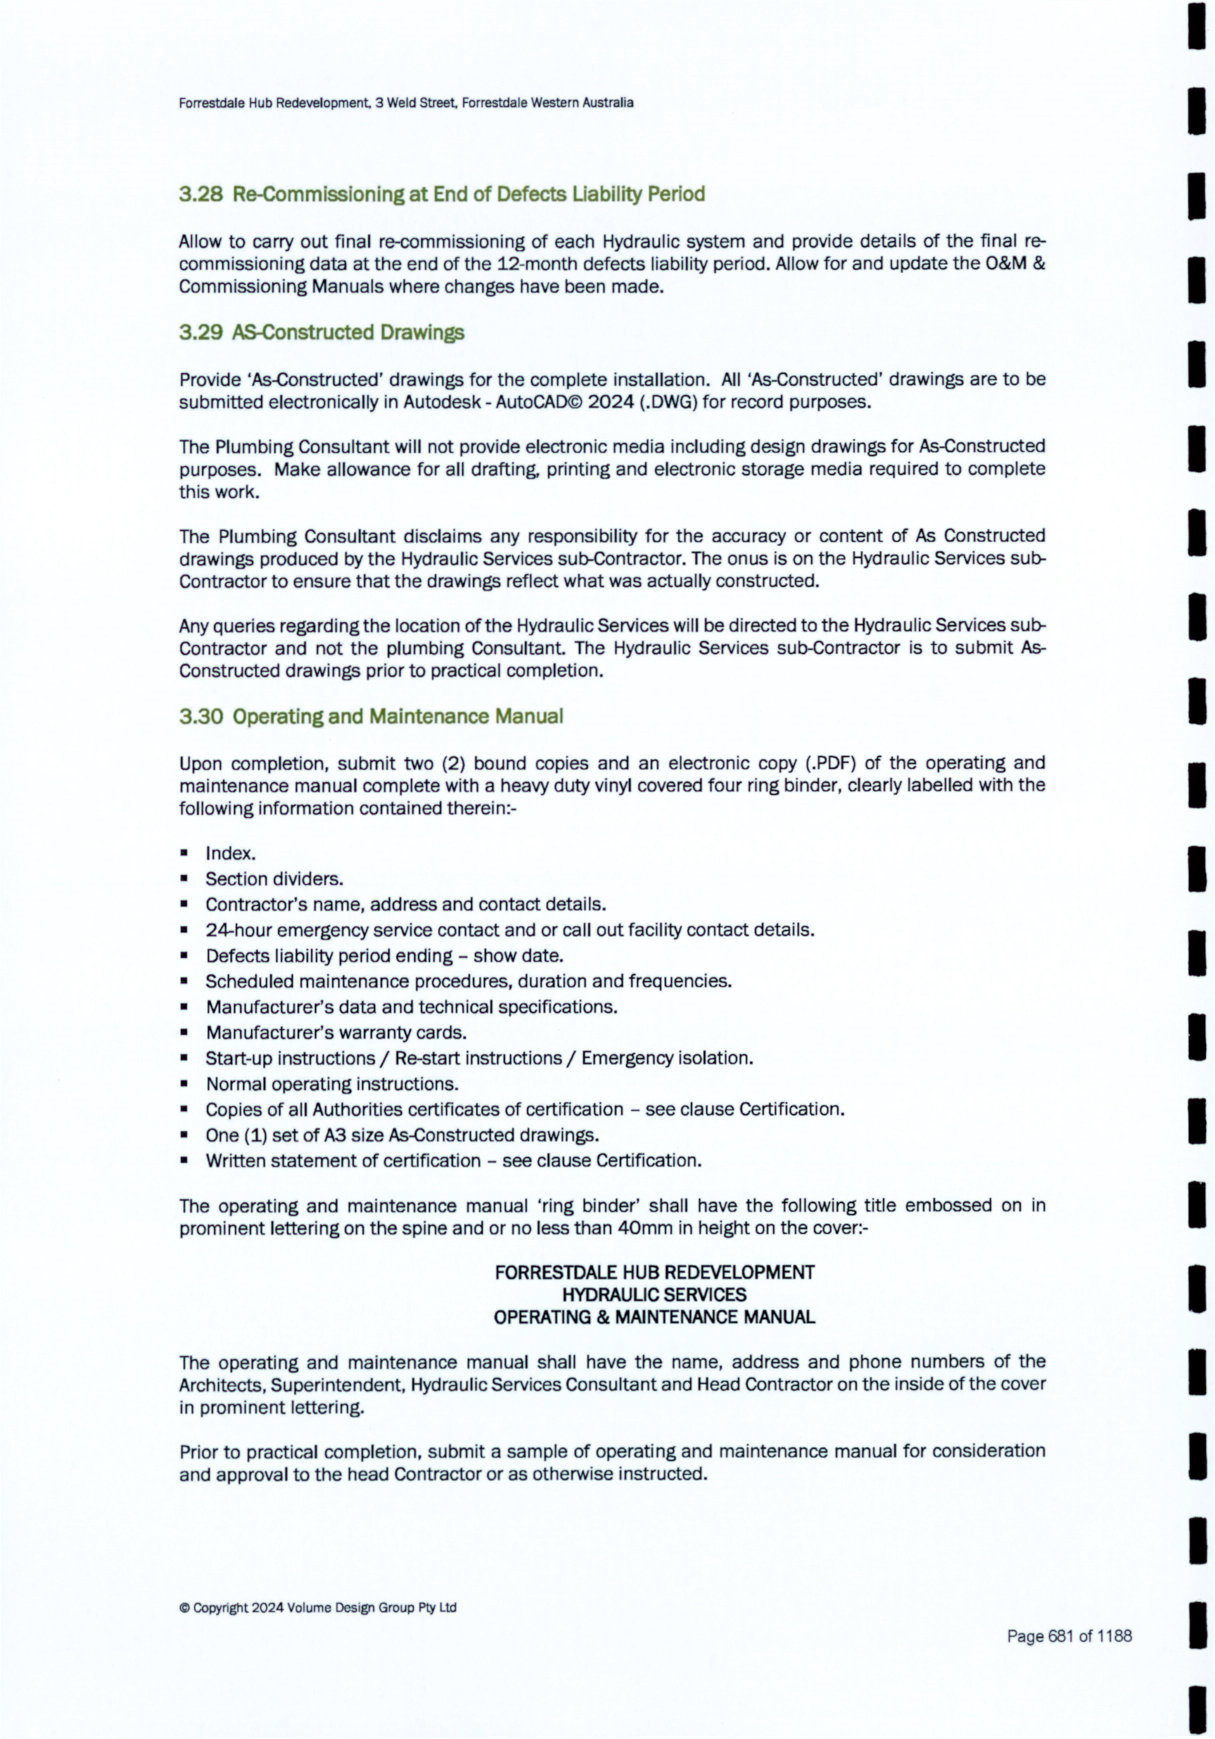 Forrestdale Hub Redevelopment, 3 Weld Street, Forrestdale Western Australia
3.28 Re-Commissioning at End of Defects Liability Period
Allow to carry out final re-commissioning of each Hydraulic system and provide details of the final re-
commissioning data at the end of the 12-month defects liability period. Allow for and update the O&M &
Commissioning Manuals where changes have been made.
3.29 AS-Constructed Drawings
Provide ‘As-Constructed’ drawings for the complete installation. All ‘As-Constructed’ drawings are to be
submitted electronically in Autodesk - AutoCAD© 2024 (.DWG) for record purposes.
The Plumbing Consultant will not provide electronic media including design drawings for As-Constructed
purposes. Make allowance for all drafting, printing and electronic storage media required to complete
this work.
The Plumbing Consultant disclaims any responsibility for the accuracy or content of As Constructed
drawings produced by the Hydraulic Services sub-Contractor. The onus is on the Hydraulic Services sub-
Contractor to ensure that the drawings reflect what was actually constructed.
Any queries regarding the location of the Hydraulic Services will be directed to the Hydraulic Services sub-
Contractor and not the plumbing Consultant. The Hydraulic Services sub-Contractor is to submit As-
Constructed drawings prior to practical completion.
3.30 Operating and Maintenance Manual
Upon completion, submit two (2) bound copies and an electronic copy (.PDF) of the operating and
maintenance manual complete with a heavy duty vinyl covered four ring binder, clearly labelled with the
following information contained therein:-
▪ Index.
▪ Section dividers.
▪ Contractor’s name, address and contact details.
▪ 24-hour emergency service contact and or call out facility contact details.
▪ Defects liability period ending – show date.
▪ Scheduled maintenance procedures, duration and frequencies.
▪ Manufacturer’s data and technical specifications.
▪ Manufacturer’s warranty cards.
▪ Start-up instructions / Re-start instructions / Emergency isolation.
▪ Normal operating instructions.
▪ Copies of all Authorities certificates of certification – see clause Certification.
▪ One (1) set of A3 size As-Constructed drawings.
▪ Written statement of certification – see clause Certification.
The operating and maintenance manual ‘ring binder’ shall have the following title embossed on in
prominent lettering on the spine and or no less than 40mm in height on the cover:-
FORRESTDALE HUB REDEVELOPMENT
HYDRAULIC SERVICES
OPERATING & MAINTENANCE MANUAL
The operating and maintenance manual shall have the name, address and phone numbers of the
Architects, Superintendent, Hydraulic Services Consultant and Head Contractor on the inside of the cover
in prominent lettering.
Prior to practical completion, submit a sample of operating and maintenance manual for consideration
and approval to the head Contractor or as otherwise instructed.
© Copyright 2024 Volume Design Group Pty Ltd
Page 681 of 1188